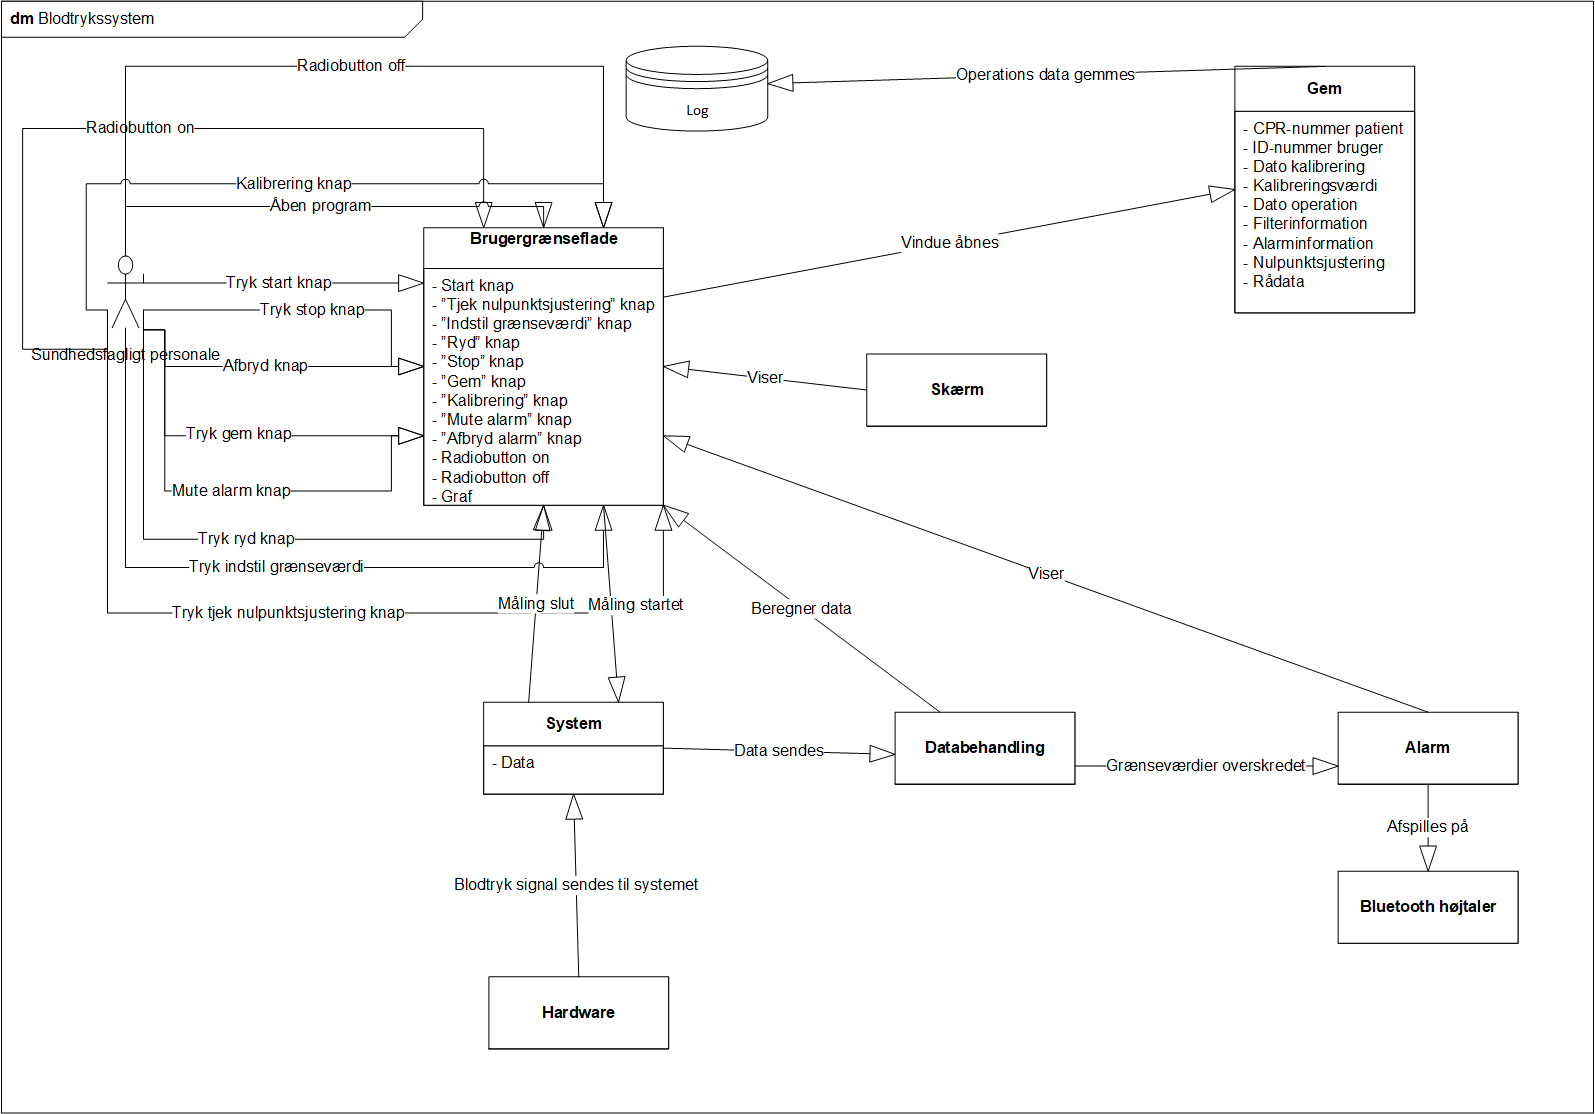 dm Blodtrykssystem
Radiobutton off
Radiobutton on
Kalibrering knap
Åben program
Tryk start knap
Tryk stop knap
Sundhedsfagligt personale
Afbryd knap
Tryk gem knap
Mute alarm knap
Tryk ryd knap
Tryk indstil grænseværdi
Tryk tjek nulpunktsjustering knap
Brugergrænseflade
- Start knap
- ”Tjek nulpunktsjustering” knap
- ”Indstil grænseværdi” knap
- ”Ryd” knap
- ”Stop” knap
- ”Gem” knap
- ”Kalibrering” knap
- ”Mute alarm” knap
- ”Afbryd alarm” knap
- Radiobutton on
- Radiobutton off
- Graf
Log
Operations data gemmes
Gem
- CPR-nummer patient
- ID-nummer bruger
- Dato kalibrering
- Kalibreringsværdi
- Dato operation
- Filterinformation
- Alarminformation
- Nulpunktsjustering
- Rådata
Vindue åbnes
Viser
Skærm
Viser
Måling slut
Måling startet
Beregner data
System
- Data
Data sendes
Databehandling
Grænseværdier overskredet
Alarm
Afspilles på
Bluetooth højtaler
Blodtryk signal sendes til systemet
Hardware